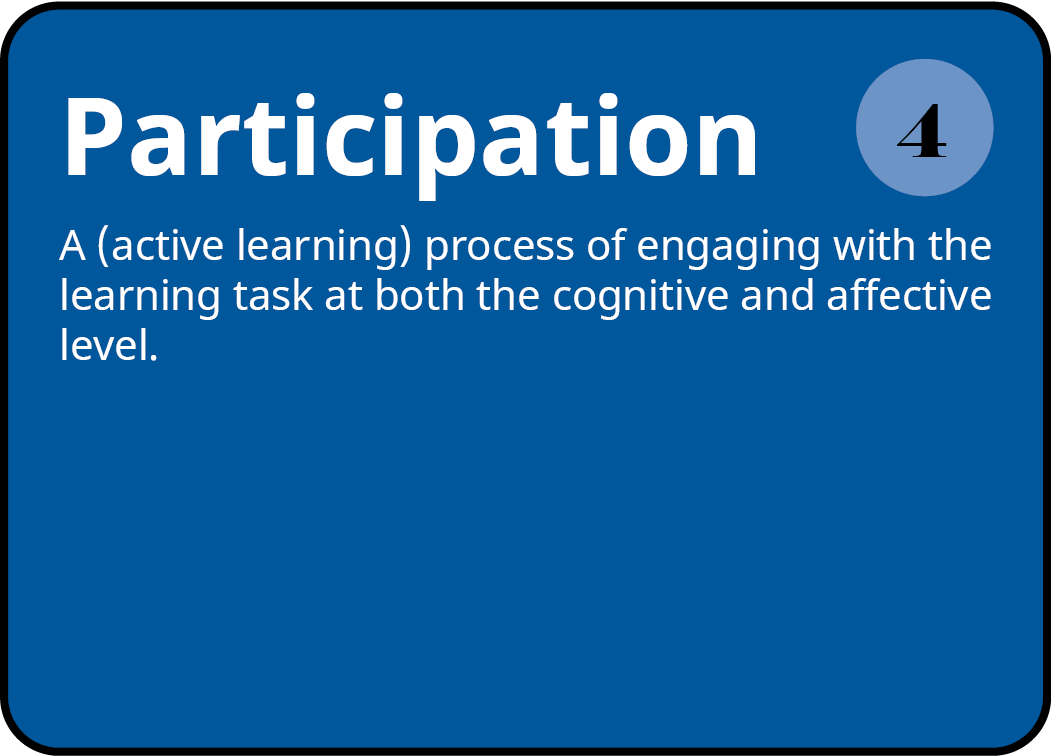 Participation
4
A (active learning) process of engaging with the
learning task at both the cognitive and affective
level.